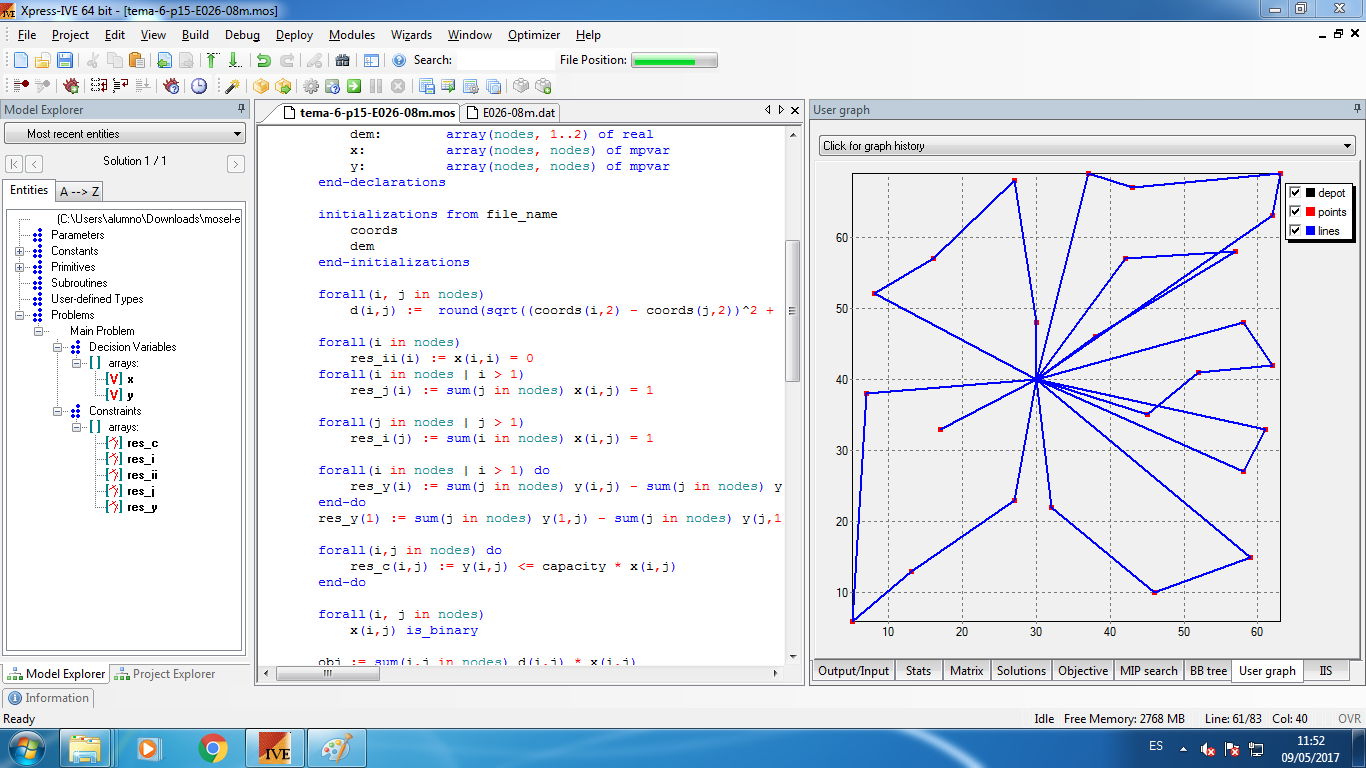 Xpress-IVE 64 bit - [tema-6-p15-E026-08m.mos]
File Project Edit View Build Debug Deploy Modules Wizards Window Optimizer Help
Search:
File Position:
Model Explorer
Most recent entities
Solution 1 / 1
Entities
A --> Z
(C:\Users\alumno\Downloads\mosel-e
Parameters
Constants
Primitives
Subroutines
User-defined Types
Problems
Main Problem
Decision Variables
arrays:
x
y
Constraints
arrays:
res_c
res_i
res_ii
res_j
res_y
Model Explorer
Project Explorer
tema-6-p15-E026-08m.mos
E026-08m.dat
dem: array(nodes, 1..2) of real
x: array(nodes, nodes) of mpvar
y: array(nodes, nodes) of mpvar
end-declarations
initializations from file_name
coords
dem
end-initializations
forall(i, j in nodes)
d(i,j) := round(sqrt((coords(i,2) - coords(j,2))^2 +
forall(i in nodes)
res_ii(i) := x(i,i) = 0
forall(i in nodes | i > 1)
res_j(i) := sum(j in nodes) x(i,j) = 1
forall(j in nodes | j > 1)
res_i(j) := sum(i in nodes) x(i,j) = 1
forall(i in nodes | i > 1) do
res_y(i) := sum(j in nodes) y(i,j) - sum(j in nodes) y
end-do
res_y(1) := sum(j in nodes) y(1,j) - sum(j in nodes) y(j,1
forall(i,j in nodes) do
res_c(i,j) := y(i,j) <= capacity * x(i,j)
end-do
forall(i, j in nodes)
x(i,j) is_binary
obj := sum(i,j in nodes) d(i,j) * x(i,j)
User graph
Click for graph history
depot
points
lines
60
50
40
30
20
10
10 20 30 40 50 60
Output/Input Stats Matrix Solutions Objective MIP search BB tree User graph IIS
Information
Ready
Idle Free Memory: 2768 MB Line: 61/83 Col: 40 OVR
IVE
ES
11:52
09/05/2017